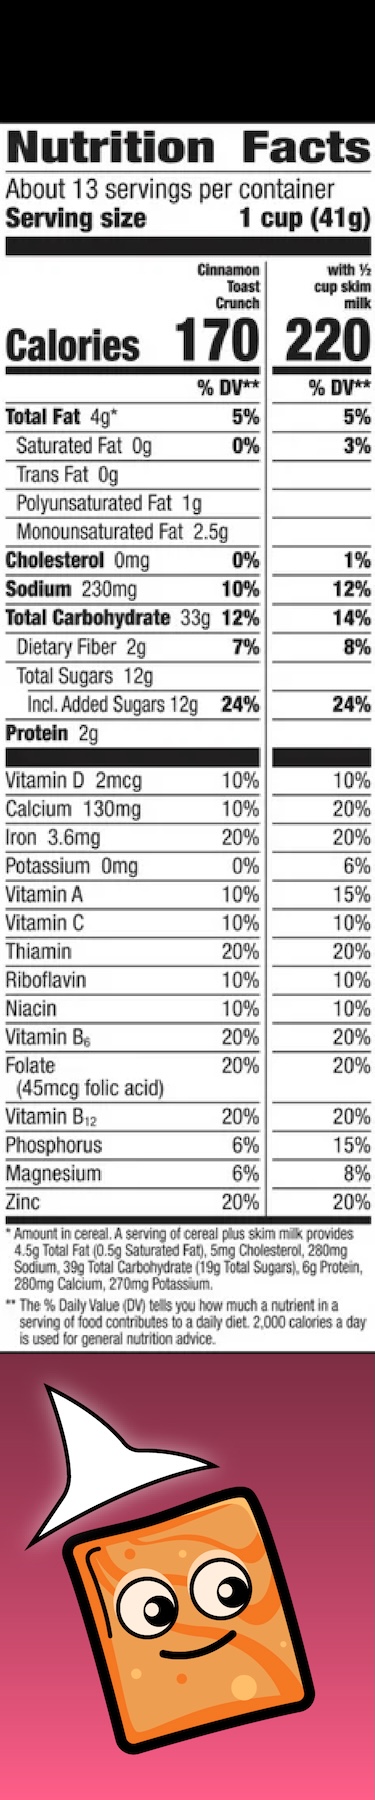 Nutrition Facts
About 13 servings per container
Serving size 1 cup (41g)
Cinnamon Toast Crunch
with ½ cup skim milk
Calories 170 220
% DV** % DV**
Total Fat 4g* 5% 5%
Saturated Fat 0g 0% 3%
Trans Fat 0g
Polyunsaturated Fat 1g
Monounsaturated Fat 2.5g
Cholesterol 0mg 0% 1%
Sodium 230mg 10% 12%
Total Carbohydrate 33g 12% 14%
Dietary Fiber 2g 7% 8%
Total Sugars 12g
Incl. Added Sugars 12g 24% 24%
Protein 2g
Vitamin D 2mcg 10% 10%
Calcium 130mg 10% 20%
Iron 3.6mg 20% 20%
Potassium 0mg 0% 6%
Vitamin A 10% 15%
Vitamin C 10% 10%
Thiamin 20% 20%
Riboflavin 10% 10%
Niacin 10% 10%
Vitamin B₆ 20% 20%
Folate 20% 20%
(45mcg folic acid)
Vitamin B₁₂ 20% 20%
Phosphorus 6% 15%
Magnesium 6% 8%
Zinc 20% 20%
* Amount in cereal. A serving of cereal plus skim milk provides
4.5g Total Fat (0.5g Saturated Fat), 5mg Cholesterol, 280mg
Sodium, 39g Total Carbohydrate (19g Total Sugars), 6g Protein,
280mg Calcium, 270mg Potassium.
** The % Daily Value (DV) tells you how much a nutrient in a
serving of food contributes to a daily diet. 2,000 calories a day
is used for general nutrition advice.